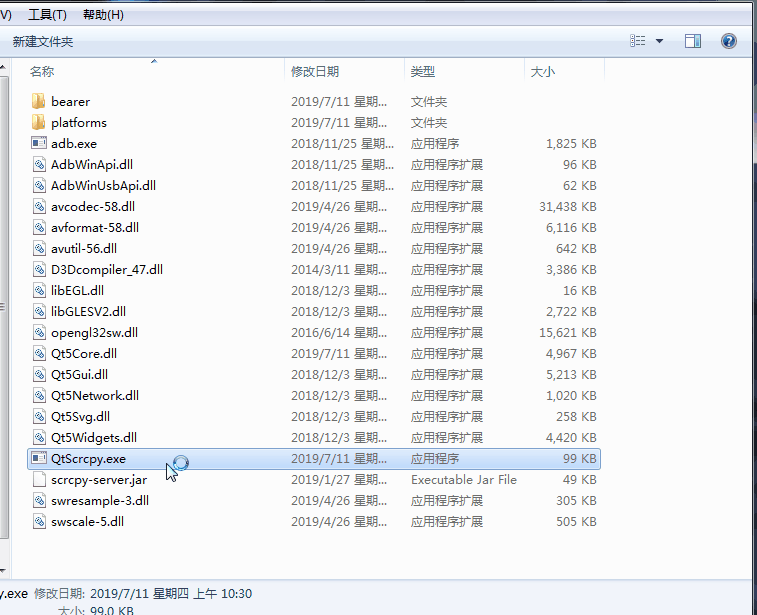 V) 工具(T) 帮助(H)
新建文件夹
名称 修改日期 类型 大小
bearer 2019/7/11 星期... 文件夹
platforms 2019/7/11 星期... 文件夹
adb.exe 2018/11/25 星期... 应用程序 1,825 KB
AdbWinApi.dll 2018/11/25 星期... 应用程序扩展 96 KB
AdbWinUsbApi.dll 2018/11/25 星期... 应用程序扩展 62 KB
avcodec-58.dll 2019/4/26 星期... 应用程序扩展 31,438 KB
avformat-58.dll 2019/4/26 星期... 应用程序扩展 6,116 KB
avutil-56.dll 2019/4/26 星期... 应用程序扩展 642 KB
D3Dcompiler_47.dll 2014/3/11 星期... 应用程序扩展 3,386 KB
libEGL.dll 2018/12/3 星期... 应用程序扩展 16 KB
libGLESV2.dll 2018/12/3 星期... 应用程序扩展 2,722 KB
opengl32sw.dll 2016/6/14 星期... 应用程序扩展 15,621 KB
Qt5Core.dll 2019/7/11 星期... 应用程序扩展 4,967 KB
Qt5Gui.dll 2018/12/3 星期... 应用程序扩展 5,213 KB
Qt5Network.dll 2018/12/3 星期... 应用程序扩展 1,020 KB
Qt5Svg.dll 2018/12/3 星期... 应用程序扩展 258 KB
Qt5Widgets.dll 2018/12/3 星期... 应用程序扩展 4,420 KB
QtScrcpy.exe 2019/7/11 星期... 应用程序 99 KB
scrcpy-server.jar 2019/1/27 星期... Executable Jar File 49 KB
swresample-3.dll 2019/4/26 星期... 应用程序扩展 305 KB
swscale-5.dll 2019/4/26 星期... 应用程序扩展 505 KB
y.exe 修改日期: 2019/7/11 星期四 上午 10:30
大小: 99.0 KB